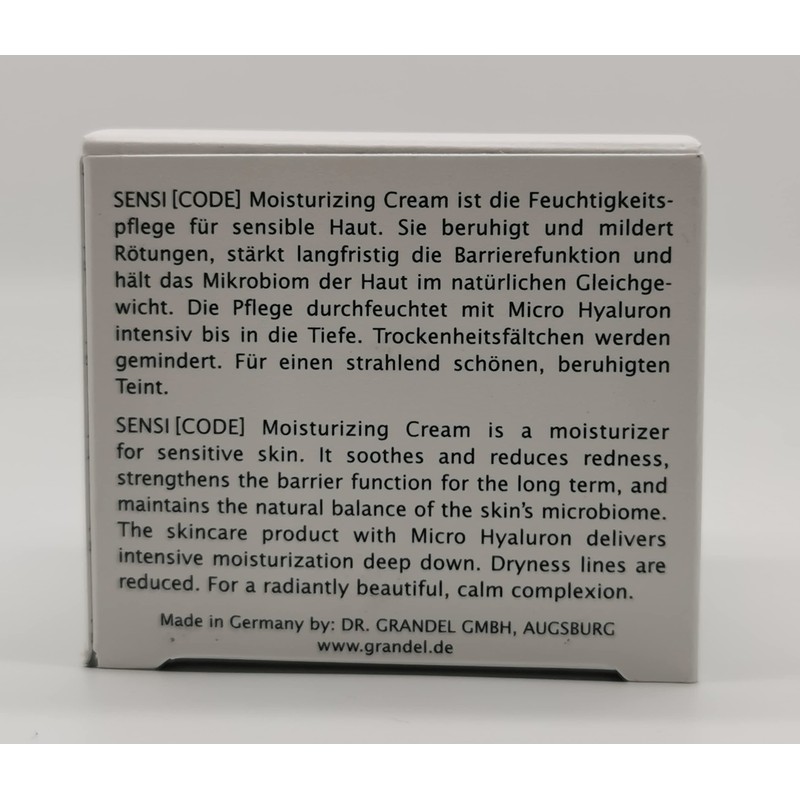 SENSI [CODE] Moisturizing Cream ist die Feuchtigkeits-
pflege für sensible Haut. Sie beruhigt und mildert
Rötungen, stärkt langfristig die Barrierefunktion und
hält das Mikrobiom der Haut im natürlichen Gleichge-
wicht. Die Pflege durchfeuchtet mit Micro Hyaluron
intensiv bis in die Tiefe. Trockenheitsfältchen werden
gemindert. Für einen strahlend schönen, beruhigten
Teint.
SENSI [CODE] Moisturizing Cream is a moisturizer
for sensitive skin. It soothes and reduces redness,
strengthens the barrier function for the long term, and
maintains the natural balance of the skin's microbiome.
The skincare product with Micro Hyaluron delivers
intensive moisturization deep down. Dryness lines are
reduced. For a radiantly beautiful, calm complexion.
Made in Germany by: DR. GRANDEL GMBH, AUGSBURG
www.grandel.de